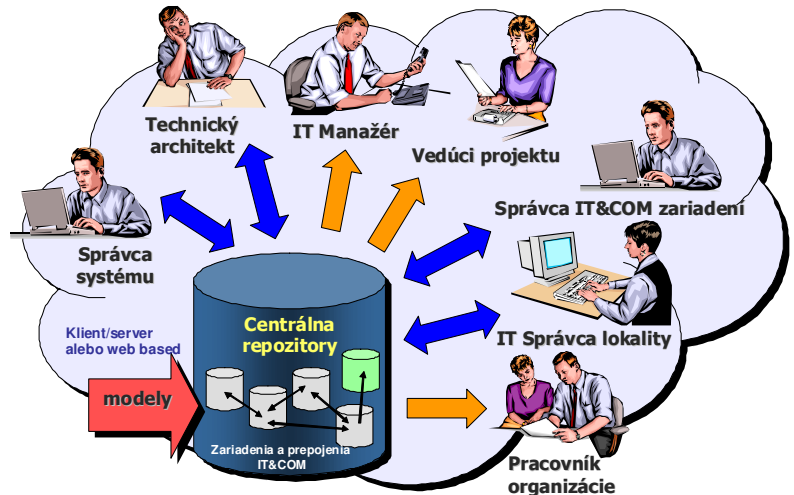 Technický
architekt
IT Manažér
Vedúci projektu
Správca IT&COM zariadení
Správca
systému
Klient/server
alebo web based
Centrálna
repozitory
IT Správca lokality
modely
Zariadenia a prepojenia
IT&COM
Pracovník
organizácie